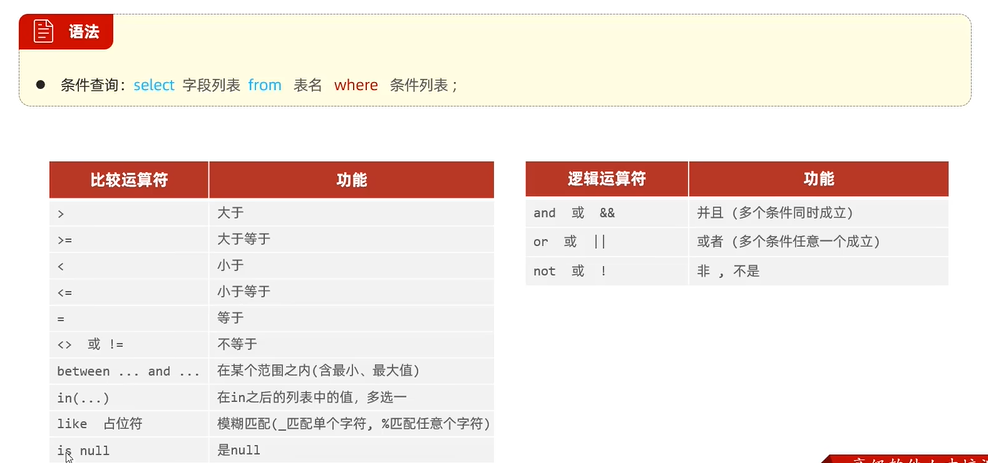 语法
● 条件查询：select 字段列表 from 表名 where 条件列表 ;
比较运算符 功能
> 大于
>= 大于等于
< 小于
<= 小于等于
= 等于
<> 或 != 不等于
between ... and ... 在某个范围之内(含最小、最大值)
in(...) 在in之后的列表中的值，多选一
like 占位符 模糊匹配(_匹配单个字符, %匹配任意个字符)
is null 是null
逻辑运算符 功能
and 或 && 并且 (多个条件同时成立)
or 或 || 或者 (多个条件任意一个成立)
not 或 ! 非 , 不是